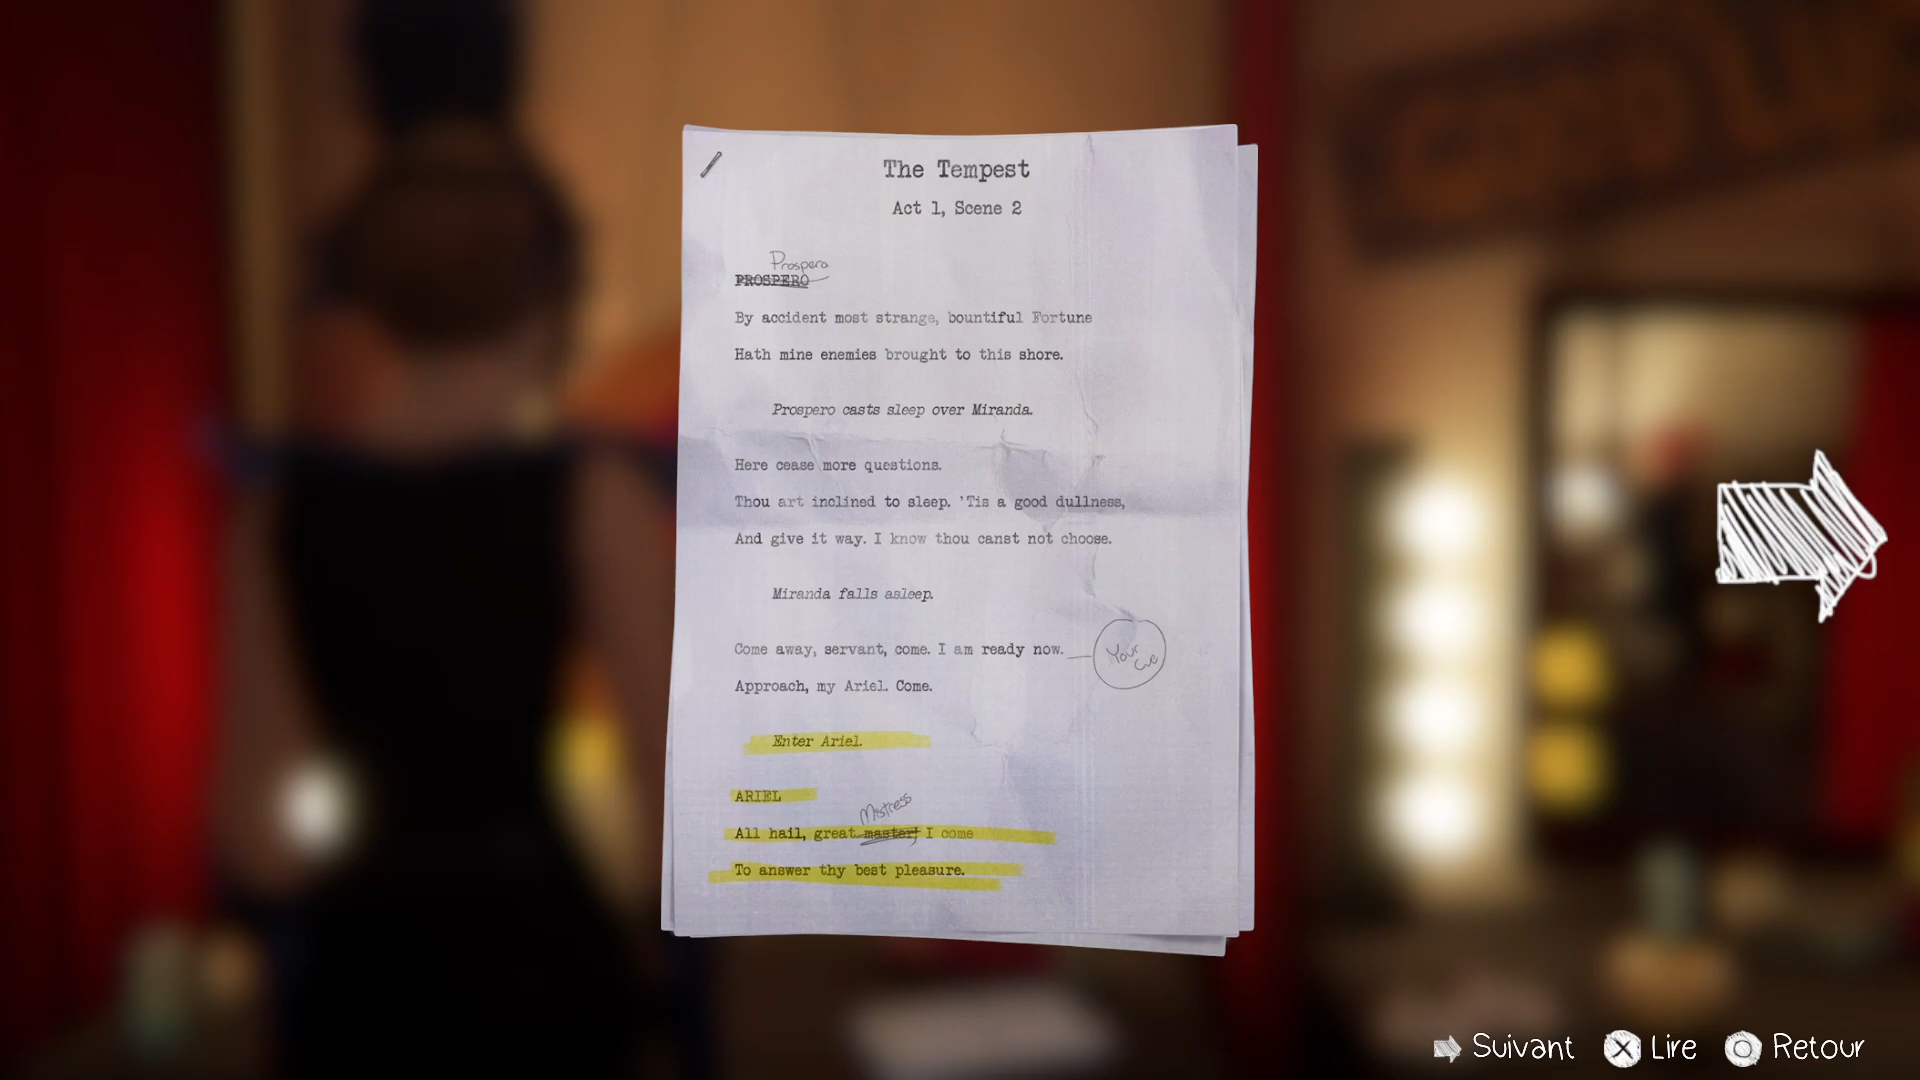 The Tempest
Act 1, Scene 2
Prospera
PROSPERO
By accident most strange, bountiful Fortune
Hath mine enemies brought to this shore.
Prospero casts sleep over Miranda.
Here cease more questions.
Thou art inclined to sleep. 'Tis a good dullness,
And give it way. I know thou canst not choose.
Miranda falls asleep.
Come away, servant, come. I am ready now.
Your
Cue
Approach, my Ariel. Come.
Enter Ariel.
ARIEL
Mistress
All hail, great master, I come
To answer thy best pleasure.
Suivant
Lire
Retour